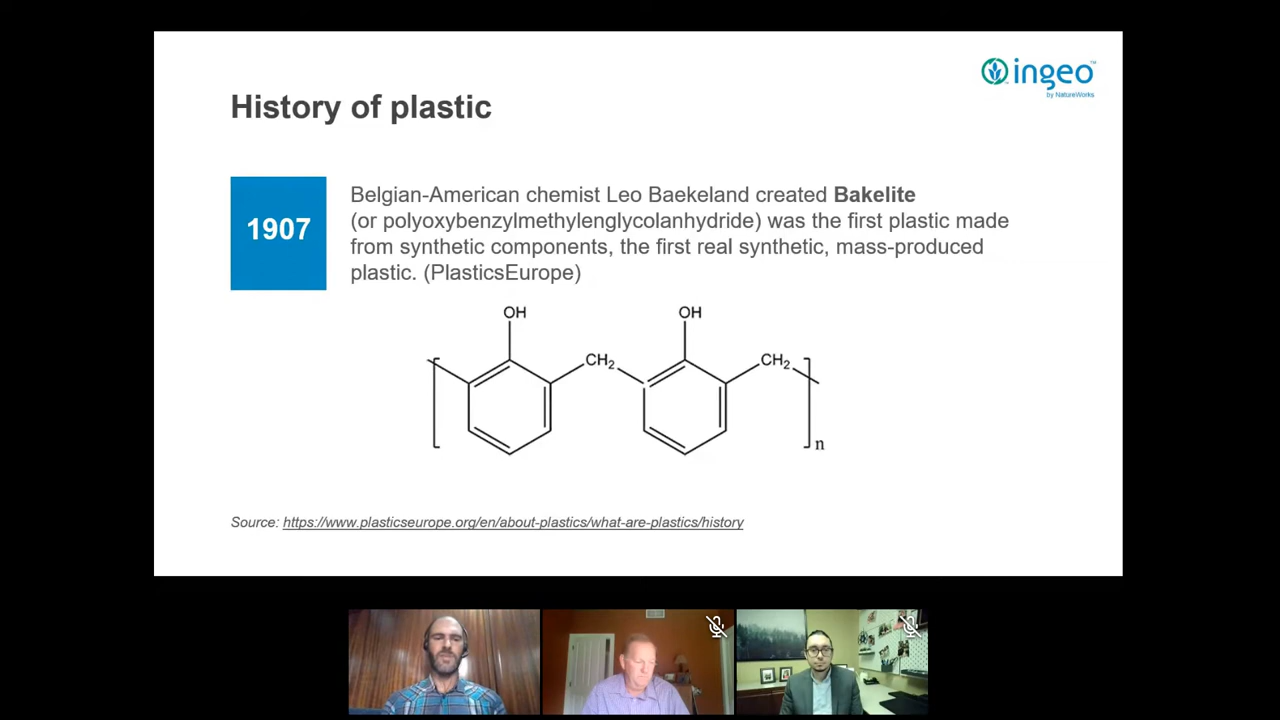 ingeo™
by NatureWorks
History of plastic
1907
Belgian-American chemist Leo Baekeland created Bakelite
(or polyoxybenzylmethylenglycolanhydride) was the first plastic made
from synthetic components, the first real synthetic, mass-produced
plastic. (PlasticsEurope)
OH OH
CH2 CH2
n
Source: https://www.plasticseurope.org/en/about-plastics/what-are-plastics/history